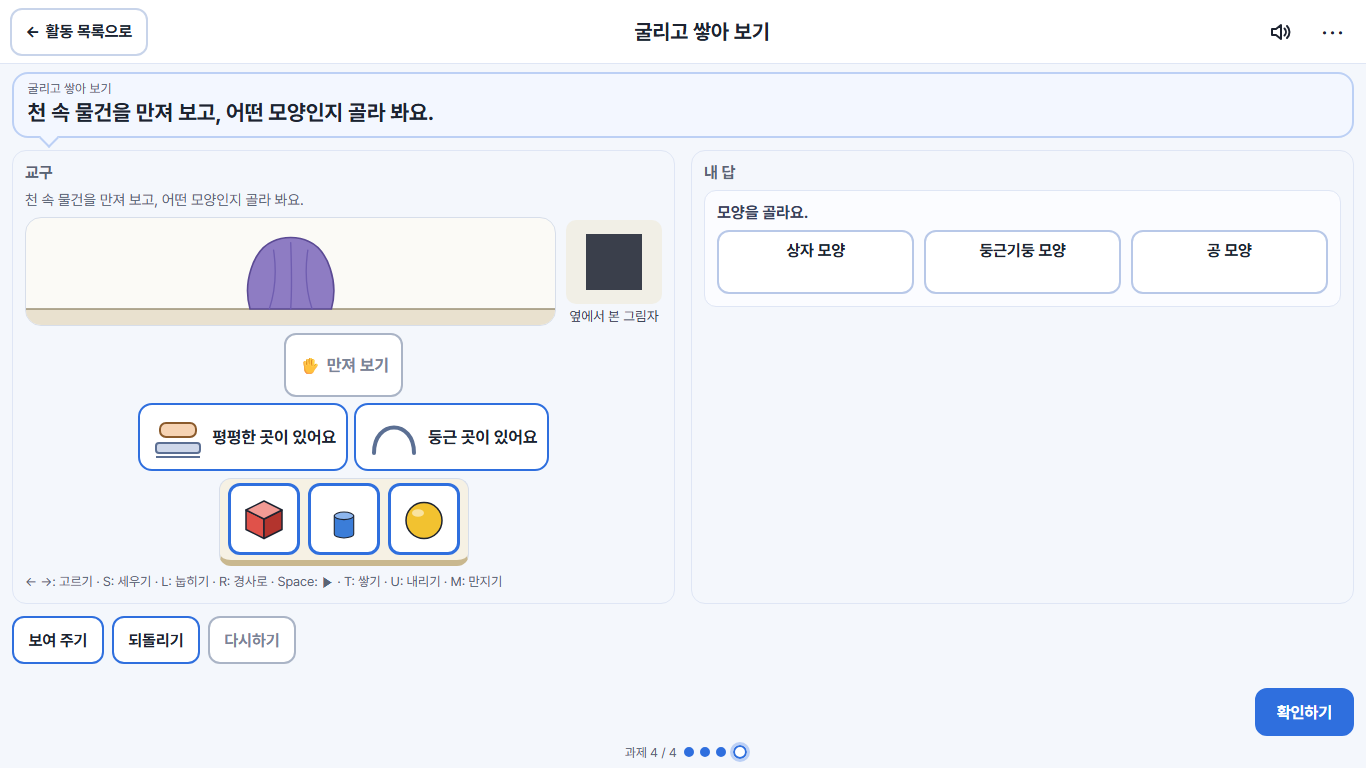 ← 활동 목록으로
굴리고 쌓아 보기
굴리고 쌓아 보기
천 속 물건을 만져 보고, 어떤 모양인지 골라 봐요.
교구
천 속 물건을 만져 보고, 어떤 모양인지 골라 봐요.
옆에서 본 그림자
만져 보기
평평한 곳이 있어요
둥근 곳이 있어요
← →: 고르기 · S: 세우기 · L: 눕히기 · R: 경사로 · Space: ▶ · T: 쌓기 · U: 내리기 · M: 만지기
내 답
모양을 골라요.
상자 모양
둥근기둥 모양
공 모양
보여 주기
되돌리기
다시하기
확인하기
과제 4 / 4